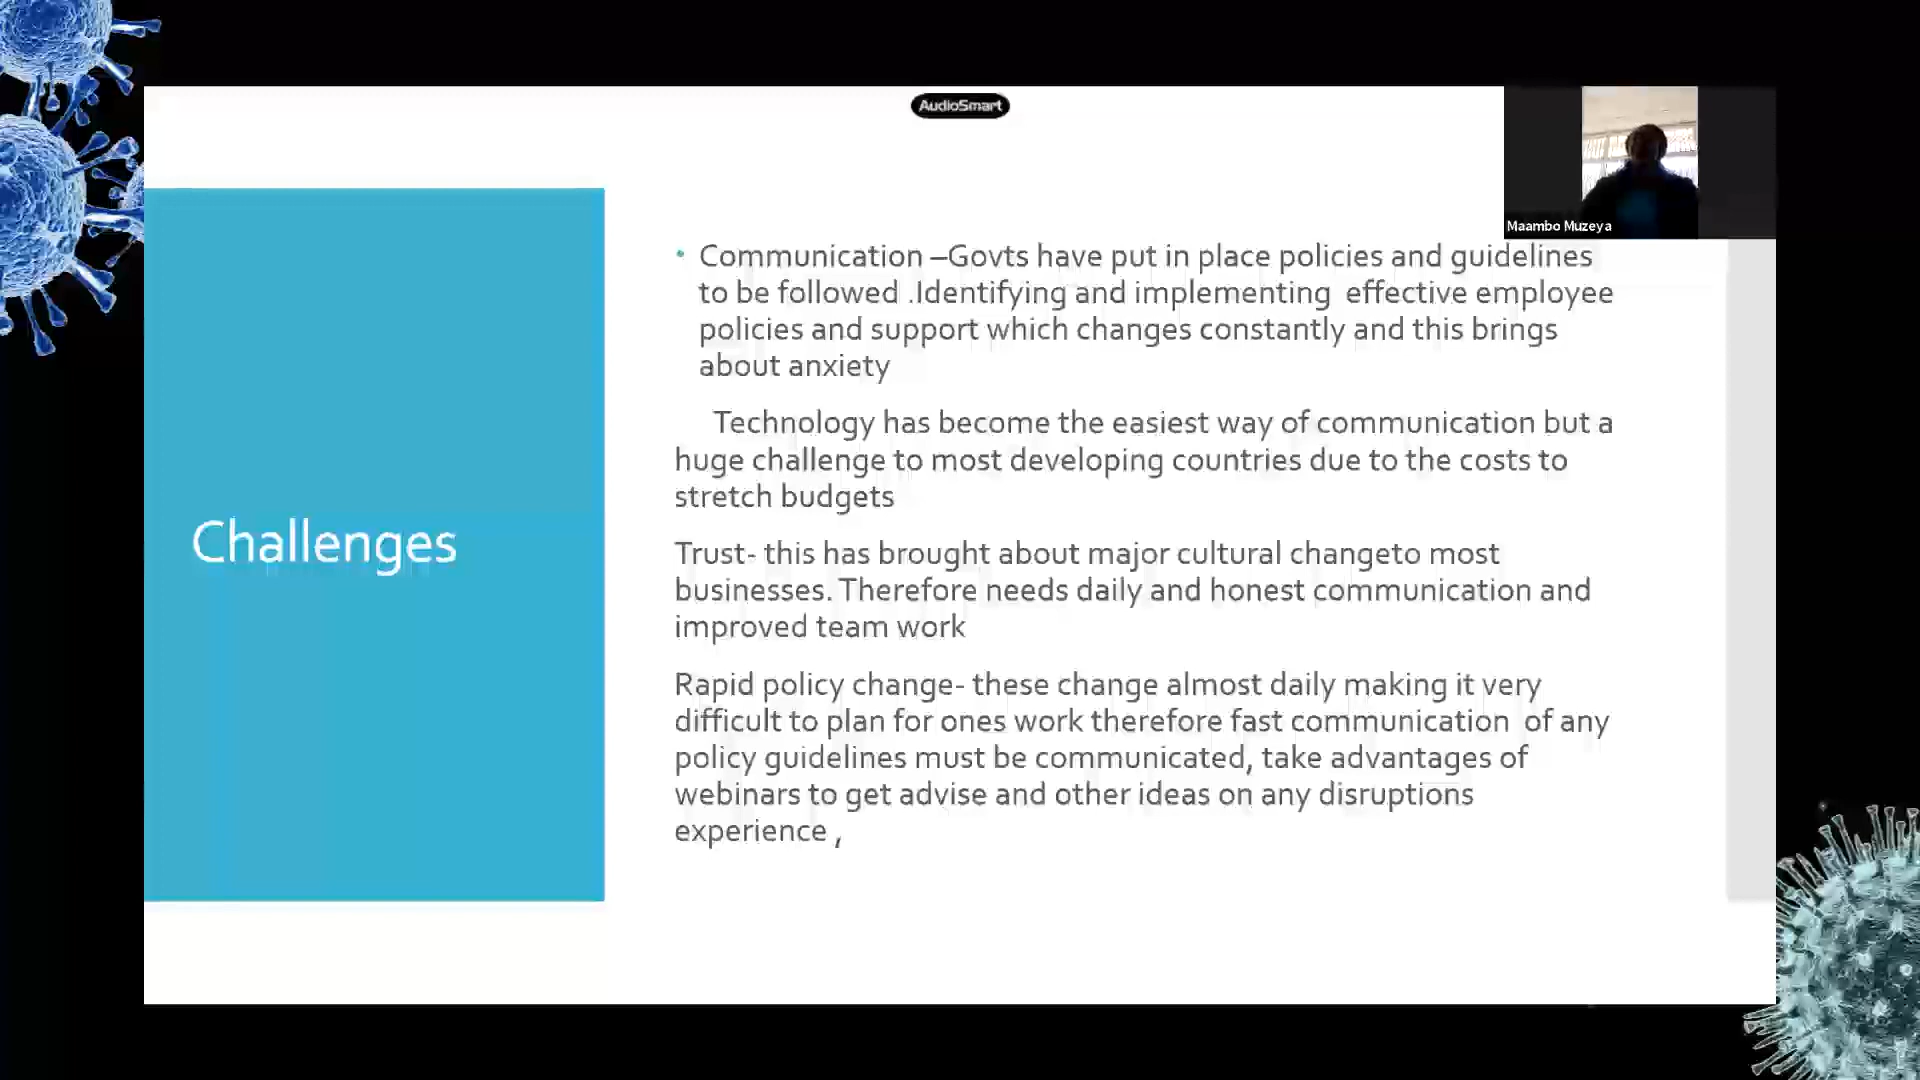 AudioSmart
Maambo Muzeya
Challenges
• Communication –Govts have put in place policies and guidelines
to be followed .Identifying and implementing  effective employee
policies and support which changes constantly and this brings
about anxiety
Technology has become the easiest way of communication but a
huge challenge to most developing countries due to the costs to
stretch budgets
Trust- this has brought about major cultural changeto most
businesses. Therefore needs daily and honest communication and
improved team work
Rapid policy change- these change almost daily making it very
difficult to plan for ones work therefore fast communication  of any
policy guidelines must be communicated, take advantages of
webinars to get advise and other ideas on any disruptions
experience ,